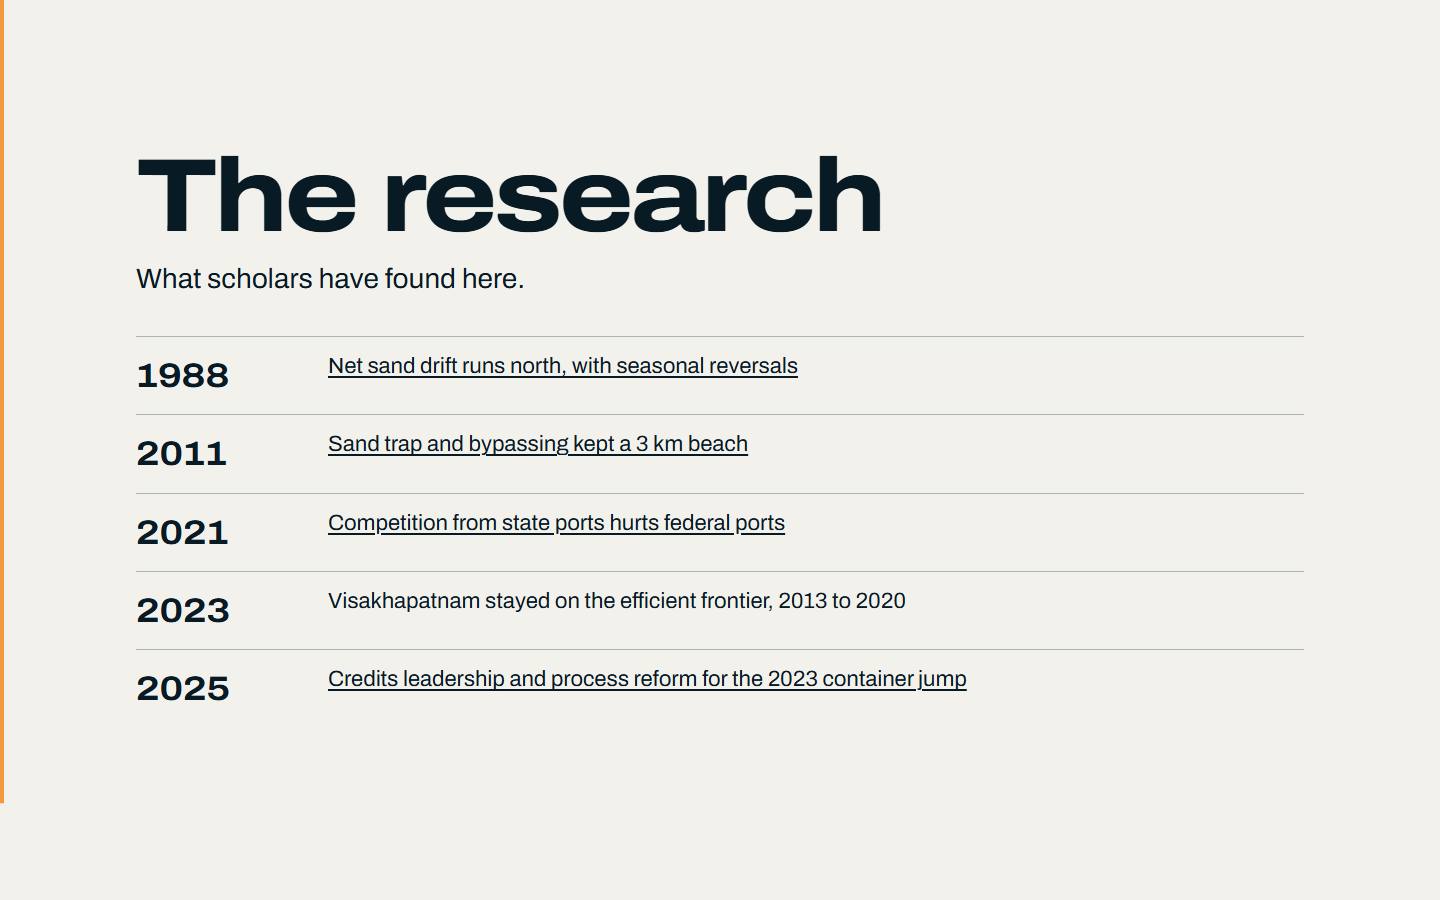 The research
What scholars have found here.
1988
Net sand drift runs north, with seasonal reversals
2011
Sand trap and bypassing kept a 3 km beach
2021
Competition from state ports hurts federal ports
2023
Visakhapatnam stayed on the efficient frontier, 2013 to 2020
2025
Credits leadership and process reform for the 2023 container jump